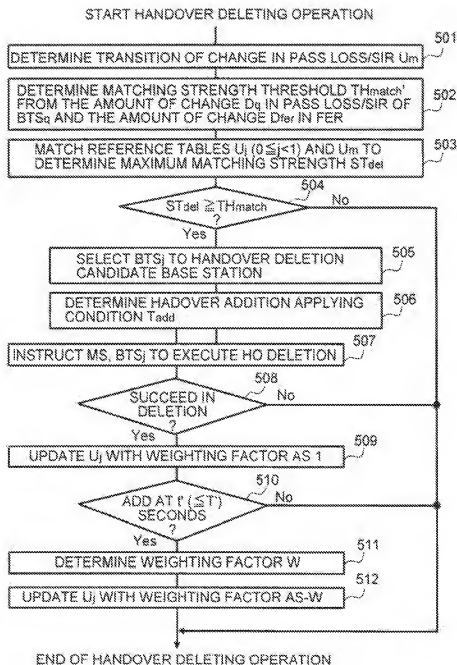 START HANDOVER DELETING OPERATION
501
DETERMINE TRANSITION OF CHANGE IN PASS LOSS/SIR Um
DETERMINE MATCHING STRENGTH THRESHOLD THmatch'
FROM THE AMOUNT OF CHANGE Dq IN PASS LOSS/SIR OF
BTSq AND THE AMOUNT OF CHANGE Dfer IN FER
502
MATCH REFERENCE TABLES Uj (0≦j<1) AND Um TO
DETERMINE MAXIMUM MATCHING STRENGTH STdel
503
504
STdel ≧ THmatch
?
No
Yes
SELECT BTSj TO HANDOVER DELETION
CANDIDATE BASE STATION
505
DETERMINE HADOVER ADDITION APPLYING
CONDITION Tadd
506
INSTRUCT MS, BTSj TO EXECUTE HO DELETION
507
508
SUCCEED IN
DELETION
?
No
Yes
UPDATE Uj WITH WEIGHTING FACTOR AS 1
509
510
ADD AT t' (≦T')
SECONDS
?
No
Yes
DETERMINE WEIGHTING FACTOR W
511
UPDATE Uj WITH WEIGHTING FACTOR AS-W
512
END OF HANDOVER DELETING OPERATION